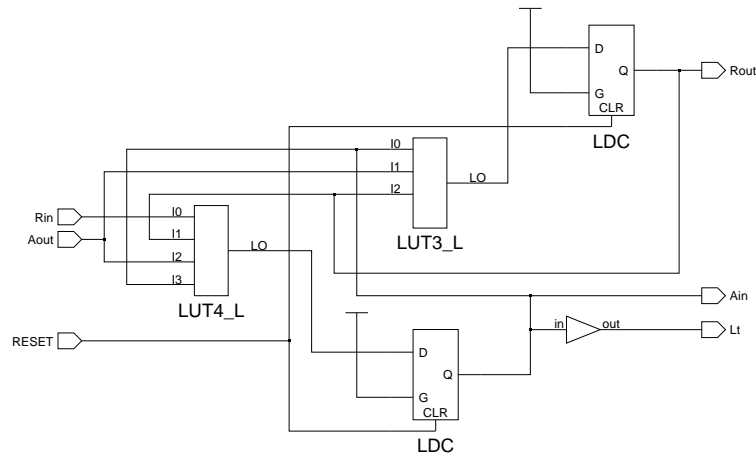 D
Q
G
CLR
LDC
Rout
I0
I1
I2
LO
LUT3_L
Rin
Aout
I0
I1
I2
I3
LO
LUT4_L
Ain
in
out
Lt
RESET
D
Q
G
CLR
LDC